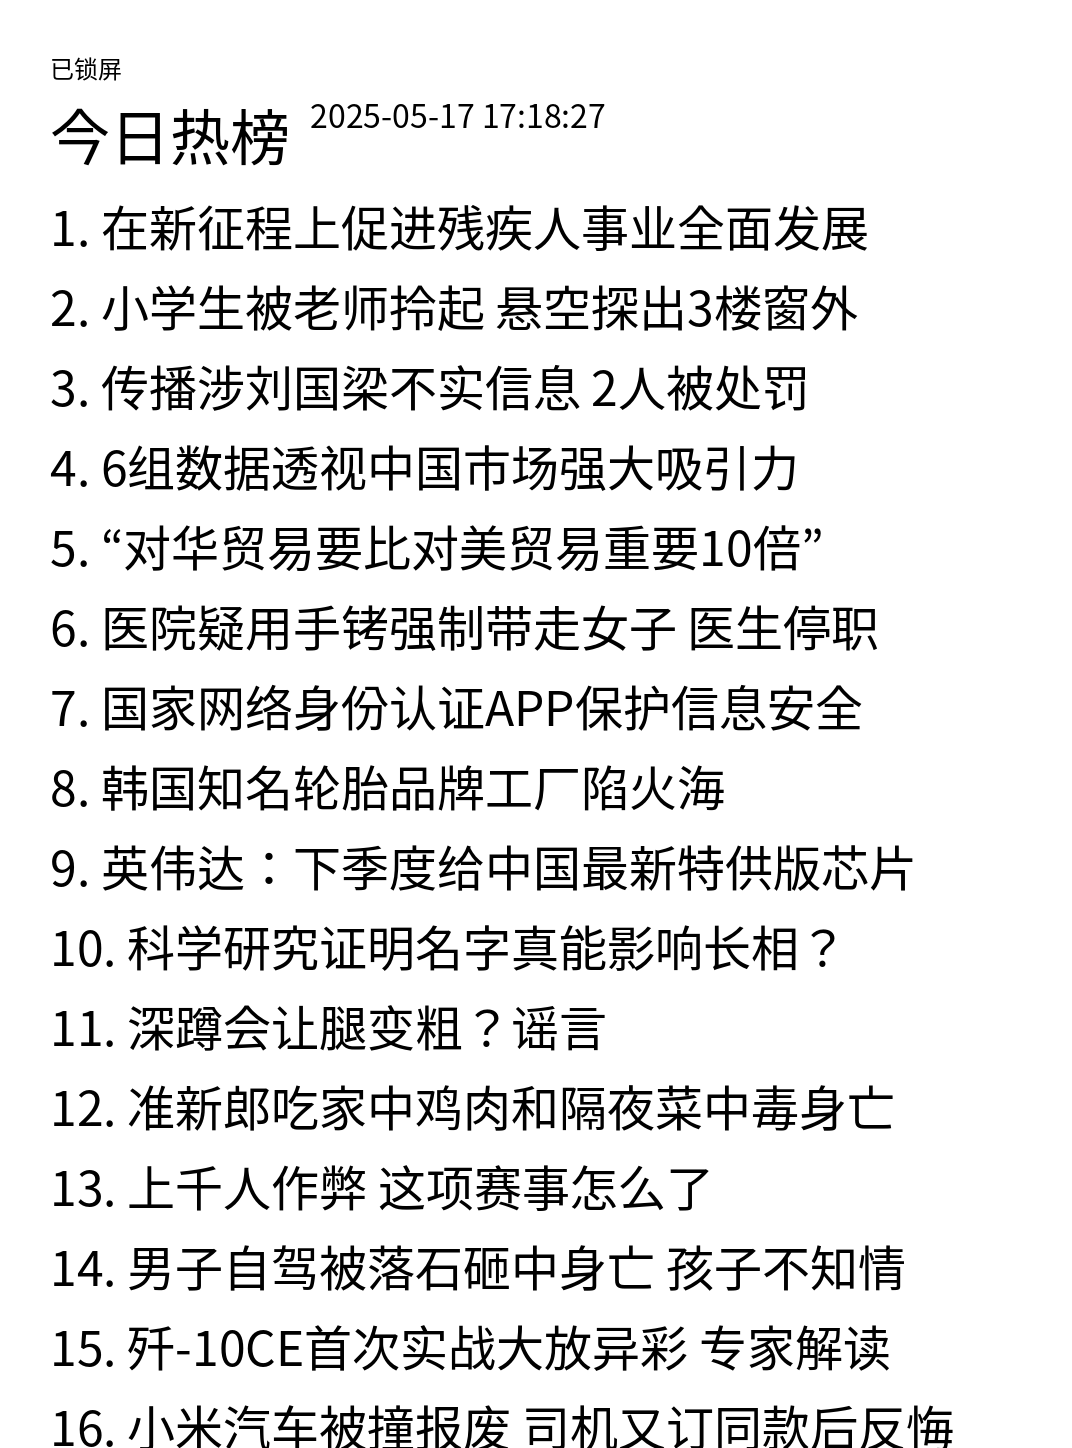 已锁屏
今日热榜 2025-05-17 17:18:27
1. 在新征程上促进残疾人事业全面发展
2. 小学生被老师拎起 悬空探出3楼窗外
3. 传播涉刘国梁不实信息 2人被处罚
4. 6组数据透视中国市场强大吸引力
5. “对华贸易要比对美贸易重要10倍”
6. 医院疑用手铐强制带走女子 医生停职
7. 国家网络身份认证APP保护信息安全
8. 韩国知名轮胎品牌工厂陷火海
9. 英伟达：下季度给中国最新特供版芯片
10. 科学研究证明名字真能影响长相？
11. 深蹲会让腿变粗？谣言
12. 准新郎吃家中鸡肉和隔夜菜中毒身亡
13. 上千人作弊 这项赛事怎么了
14. 男子自驾被落石砸中身亡 孩子不知情
15. 歼-10CE首次实战大放异彩 专家解读
16. 小米汽车被撞报废 司机又订同款后反悔